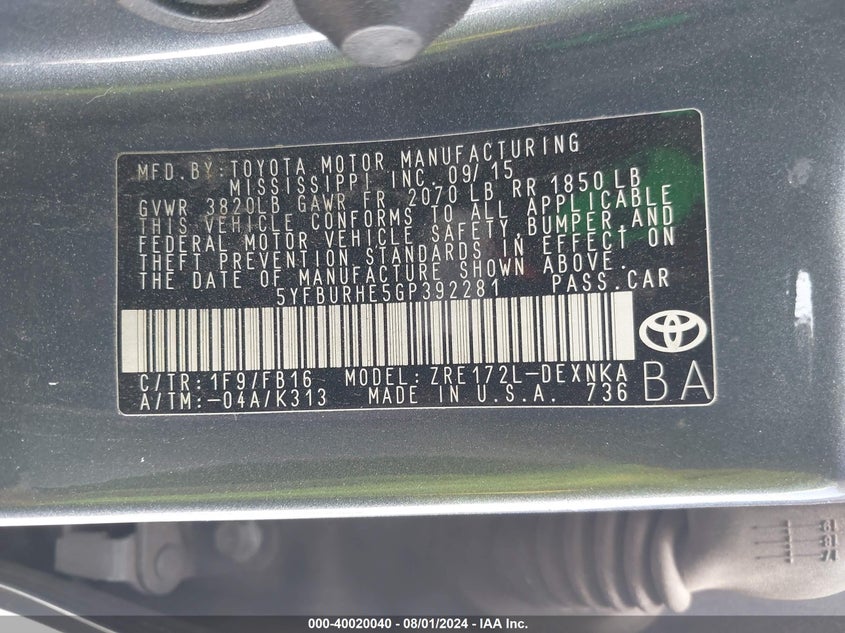 MFD.BY:TOYOTA MOTOR MANUFACTURING
MISSISSIPPI INC. 09/15
GVWR 3820LB GAWR FR 2070 LB RR 1850 LB
THIS VEHICLE CONFORMS TO ALL APPLICABLE
FEDERAL MOTOR VEHICLE SAFETY,BUMPER,AND
THEFT PREVENTION STANDARDS IN EFFECT ON
THE DATE OF MANUFACTURE SHOWN ABOVE.
5YFBURHE5GP392281 PASS.CAR
C/TR:1F9/FB16 MODEL:ZRE172L-DEXNKA
A/TM:-04A/K313 MADE IN U.S.A. 736
BA
000-40020040 - 08/01/2024 - IAA Inc.